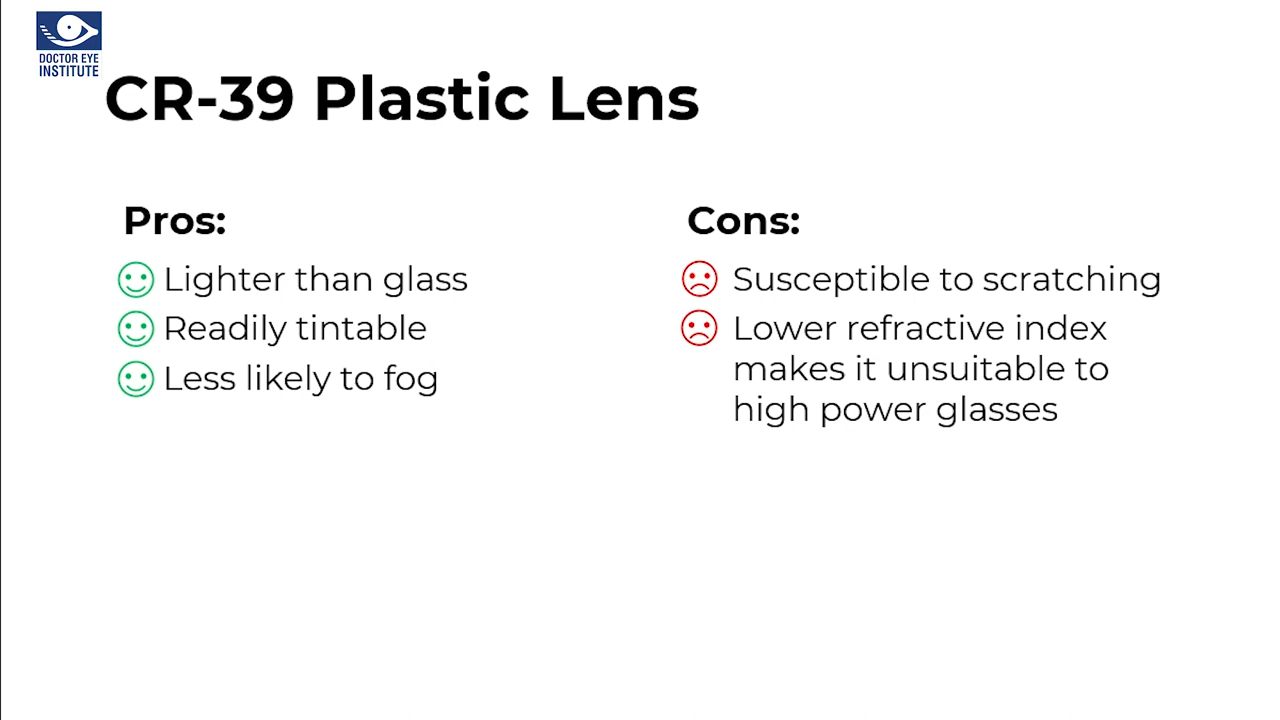 DOCTOR EYE
INSTITUTE
CR-39 Plastic Lens
Pros:
Lighter than glass
Readily tintable
Less likely to fog
Cons:
Susceptible to scratching
Lower refractive index
makes it unsuitable to
high power glasses